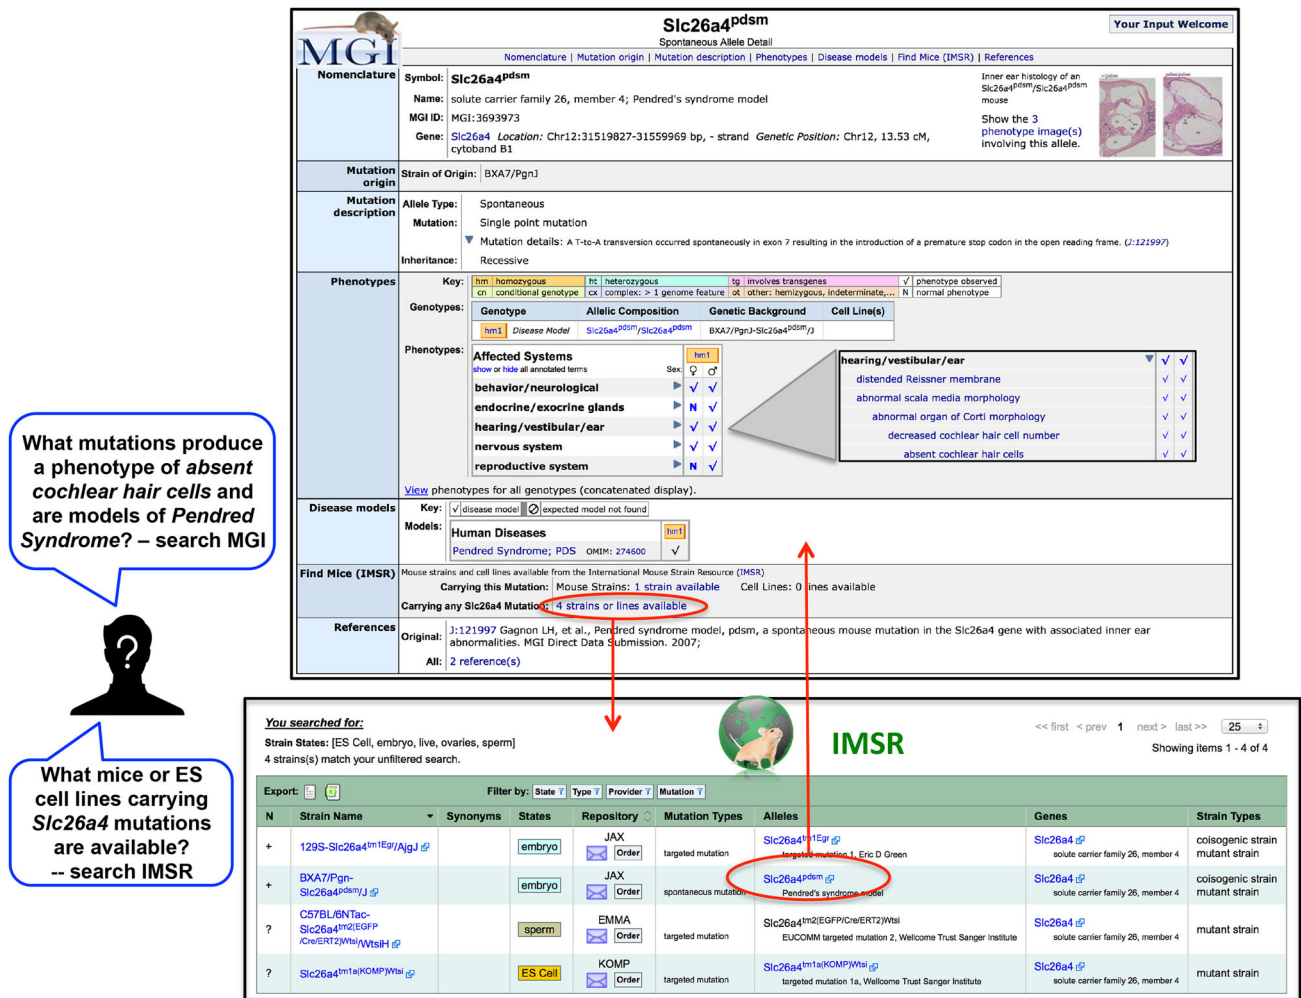 Slc26a4pdsm
Spontaneous Allele Detail
Your Input Welcome
MGI
Nomenclature | Mutation origin | Mutation description | Phenotypes | Disease models | Find Mice (IMSR) | References
Nomenclature
Symbol: Slc26a4pdsm
Name: solute carrier family 26, member 4; Pendred's syndrome model
MGI ID: MGI:3693973
Gene: Slc26a4 Location: Chr12:31519827-31559969 bp, - strand Genetic Position: Chr12, 13.53 cM,
cytoband B1
Inner ear histology of an
Slc26a4pdsm/Slc26a4pdsm
mouse
Show the 3
phenotype image(s)
involving this allele.
Mutation
origin
Strain of Origin: BXA7/PgnJ
Mutation
description
Allele Type: Spontaneous
Mutation: Single point mutation
Mutation details: A T-to-A transversion occurred spontaneously in exon 7 resulting in the introduction of a premature stop codon in the open reading frame. (J:121997)
Inheritance: Recessive
Phenotypes
Key: hm homozygous ht heterozygous tg involves transgenes √ phenotype observed
cn conditional genotype cx complex: > 1 genome feature ot other: hemizygous, indeterminate,... N normal phenotype
Genotypes:
Genotype Allelic Composition Genetic Background Cell Line(s)
hm1 Disease Model Slc26a4pdsm/Slc26a4pdsm BXA7/PgnJ-Slc26a4pdsm/J
Phenotypes:
Affected Systems hm1
show or hide all annotated terms Sex: ♀ ♂
behavior/neurological √ √
endocrine/exocrine glands N √
hearing/vestibular/ear √ √
nervous system √ √
reproductive system N √
hearing/vestibular/ear √ √
distended Reissner membrane √ √
abnormal scala media morphology √ √
abnormal organ of Corti morphology √ √
decreased cochlear hair cell number √ √
absent cochlear hair cells √ √
View phenotypes for all genotypes (concatenated display).
Disease models
Key: √ disease model expected model not found
Models:
Human Diseases hm1
Pendred Syndrome; PDS OMIM: 274600 √
Find Mice (IMSR)
Mouse strains and cell lines available from the International Mouse Strain Resource (IMSR)
Carrying this Mutation: Mouse Strains: 1 strain available Cell Lines: 0 lines available
Carrying any Slc26a4 Mutation: 4 strains or lines available
References
Original: J:121997 Gagnon LH, et al., Pendred syndrome model, pdsm, a spontaneous mouse mutation in the Slc26a4 gene with associated inner ear
abnormalities. MGI Direct Data Submission. 2007;
All: 2 reference(s)
What mutations produce
a phenotype of absent
cochlear hair cells and
are models of Pendred
Syndrome? – search MGI
?
What mice or ES
cell lines carrying
Slc26a4 mutations
are available?
-- search IMSR
You searched for:
Strain States: [ES Cell, embryo, live, ovaries, sperm]
4 strains(s) match your unfiltered search.
IMSR
<< first < prev 1 next > last >> 25
Showing items 1 - 4 of 4
Export: Filter by: State Type Provider Mutation
N Strain Name Synonyms States Repository Mutation Types Alleles Genes Strain Types
+ 129S-Slc26a4tm1Egr/AjgJ embryo JAX Order targeted mutation Slc26a4tm1Egr
targeted mutation 1, Eric D Green
Slc26a4
solute carrier family 26, member 4
coisogenic strain
mutant strain
+ BXA7/Pgn-
Slc26a4pdsm/J embryo JAX Order spontaneous mutation Slc26a4pdsm
Pendred's syndrome model
Slc26a4
solute carrier family 26, member 4
coisogenic strain
mutant strain
? C57BL/6NTac-
Slc26a4tm2(EGFP
/Cre/ERT2)Wtsi/WtsiH sperm EMMA Order targeted mutation Slc26a4tm2(EGFP/Cre/ERT2)Wtsi
EUCOMM targeted mutation 2, Wellcome Trust Sanger Institute
Slc26a4
solute carrier family 26, member 4
mutant strain
? Slc26a4tm1a(KOMP)Wtsi ES Cell KOMP Order targeted mutation Slc26a4tm1a(KOMP)Wtsi
targeted mutation 1a, Wellcome Trust Sanger Institute
Slc26a4
solute carrier family 26, member 4
mutant strain